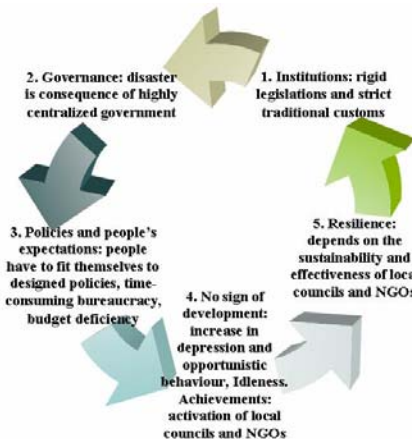 1. Institutions: rigid
legislations and strict
traditional customs
2. Governance: disaster
is consequence of highly
centralized government
3. Policies and people's
expectations: people
have to fit themselves to
designed policies, time-
consuming bureaucracy,
budget deficiency
4. No sign of
development:
increase in
depression and
opportunistic
behaviour, Idleness.
Achievements:
activation of local
councils and NGOs
5. Resilience:
depends on the
sustainability and
effectiveness of local
councils and NGOs